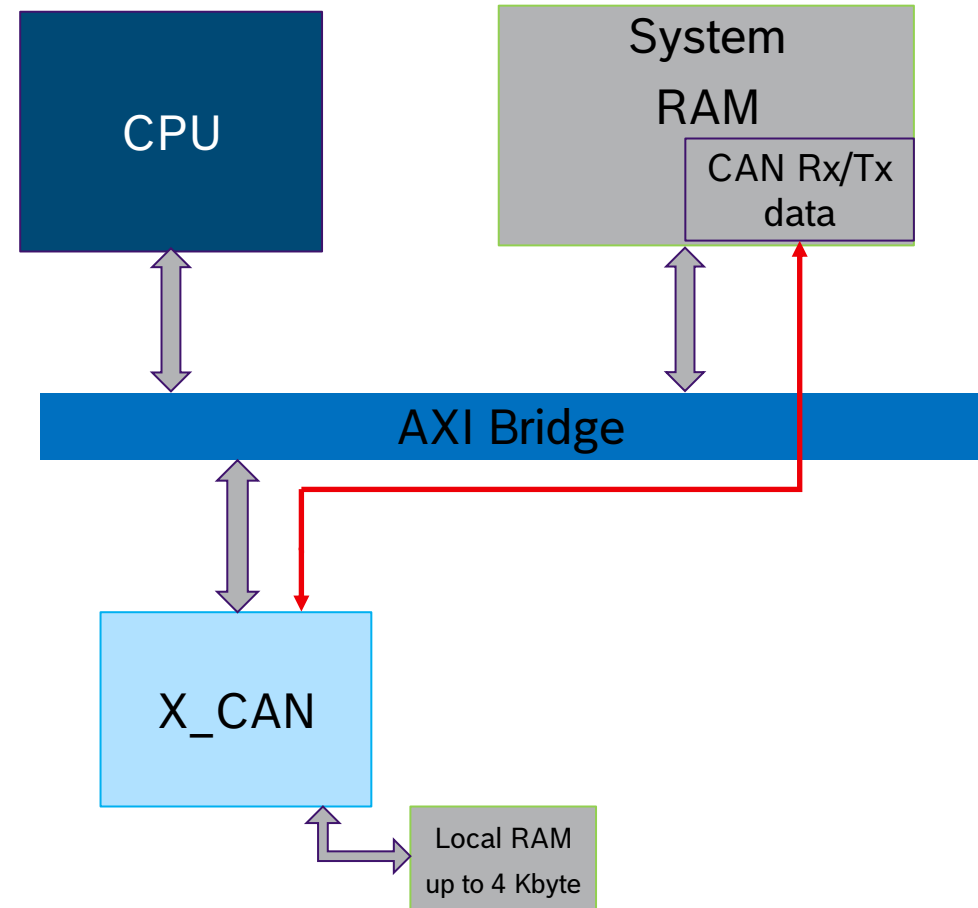 CPU
System
RAM
CAN Rx/Tx
data
AXI Bridge
X_CAN
Local RAM
up to 4 Kbyte